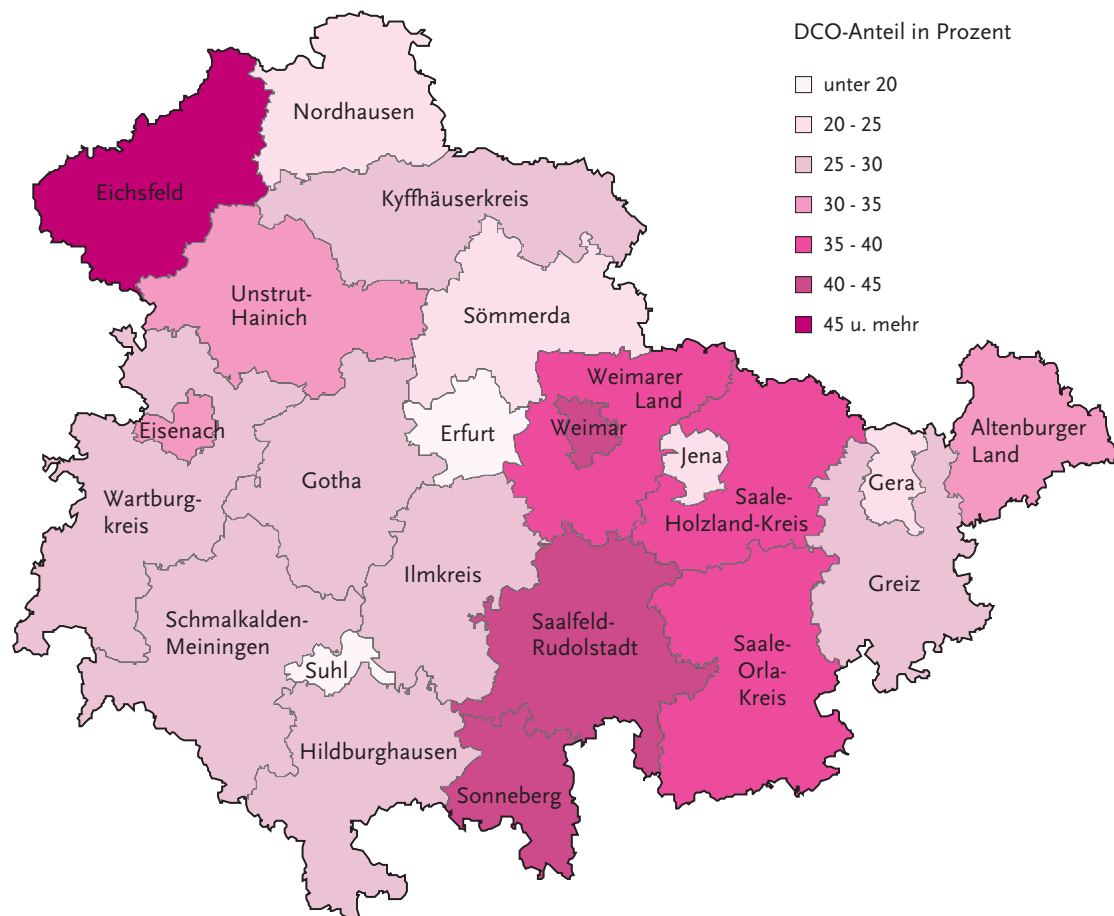 DCO-Anteil in Prozent
unter 20
20 - 25
25 - 30
30 - 35
35 - 40
40 - 45
45 u. mehr
Nordhausen
Eichsfeld
Kyffhäuserkreis
Unstrut-
Hainich
Sömmerda
Weimarer
Land
Eisenach
Erfurt
Weimar
Jena
Altenburger
Land
Gotha
Gera
Wartburg-
kreis
Saale-
Holzland-Kreis
Ilmkreis
Greiz
Schmalkalden-
Meiningen
Saalfeld-
Rudolstadt
Suhl
Saale-
Orla-
Kreis
Hildburghausen
Sonneberg